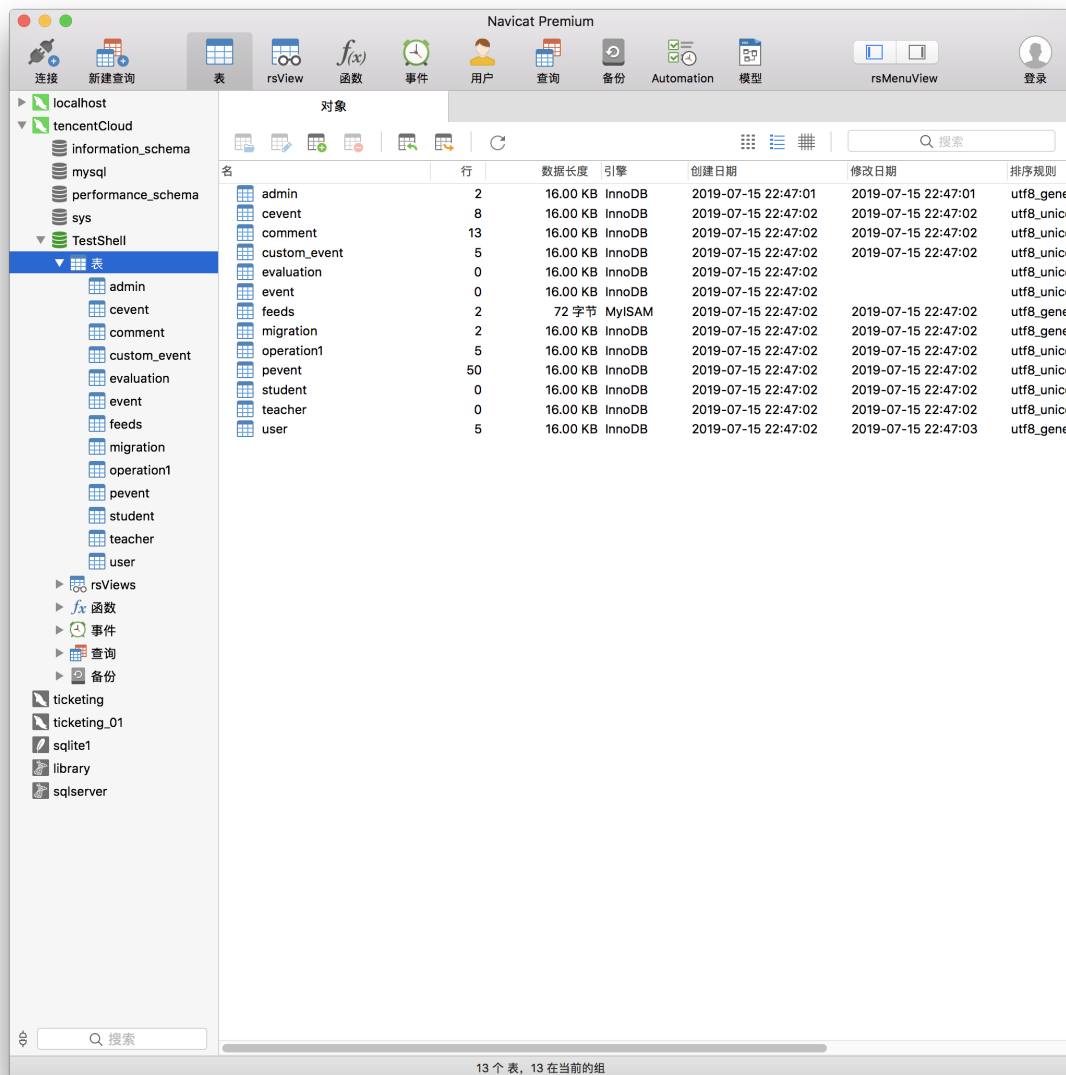 Navicat Premium
连接 新建查询 表 rsView 函数 事件 用户 查询 备份 Automation 模型 rsMenuView 登录
localhost
tencentCloud
information_schema
mysql
performance_schema
sys
TestShell
表
admin
cevent
comment
custom_event
evaluation
event
feeds
migration
operation1
pevent
student
teacher
user
rsViews
函数
事件
查询
备份
ticketing
ticketing_01
sqlite1
library
sqlserver
搜索
对象
搜索
名 行 数据长度 引擎 创建日期 修改日期 排序规则
admin 2 16.00 KB InnoDB 2019-07-15 22:47:01 2019-07-15 22:47:01 utf8_gene
cevent 8 16.00 KB InnoDB 2019-07-15 22:47:02 2019-07-15 22:47:02 utf8_unico
comment 13 16.00 KB InnoDB 2019-07-15 22:47:02 2019-07-15 22:47:02 utf8_gene
custom_event 5 16.00 KB InnoDB 2019-07-15 22:47:02 2019-07-15 22:47:02 utf8_unico
evaluation 0 16.00 KB InnoDB 2019-07-15 22:47:02 utf8_unico
event 0 16.00 KB InnoDB 2019-07-15 22:47:02 utf8_unico
feeds 2 72 字节 MyISAM 2019-07-15 22:47:02 2019-07-15 22:47:02 utf8_gene
migration 2 16.00 KB InnoDB 2019-07-15 22:47:02 2019-07-15 22:47:02 utf8_gene
operation1 5 16.00 KB InnoDB 2019-07-15 22:47:02 2019-07-15 22:47:02 utf8_unico
pevent 50 16.00 KB InnoDB 2019-07-15 22:47:02 2019-07-15 22:47:02 utf8_unico
student 0 16.00 KB InnoDB 2019-07-15 22:47:02 2019-07-15 22:47:02 utf8_unico
teacher 0 16.00 KB InnoDB 2019-07-15 22:47:02 2019-07-15 22:47:02 utf8_unico
user 5 16.00 KB InnoDB 2019-07-15 22:47:02 2019-07-15 22:47:03 utf8_gene
13 个 表，13 在当前的组